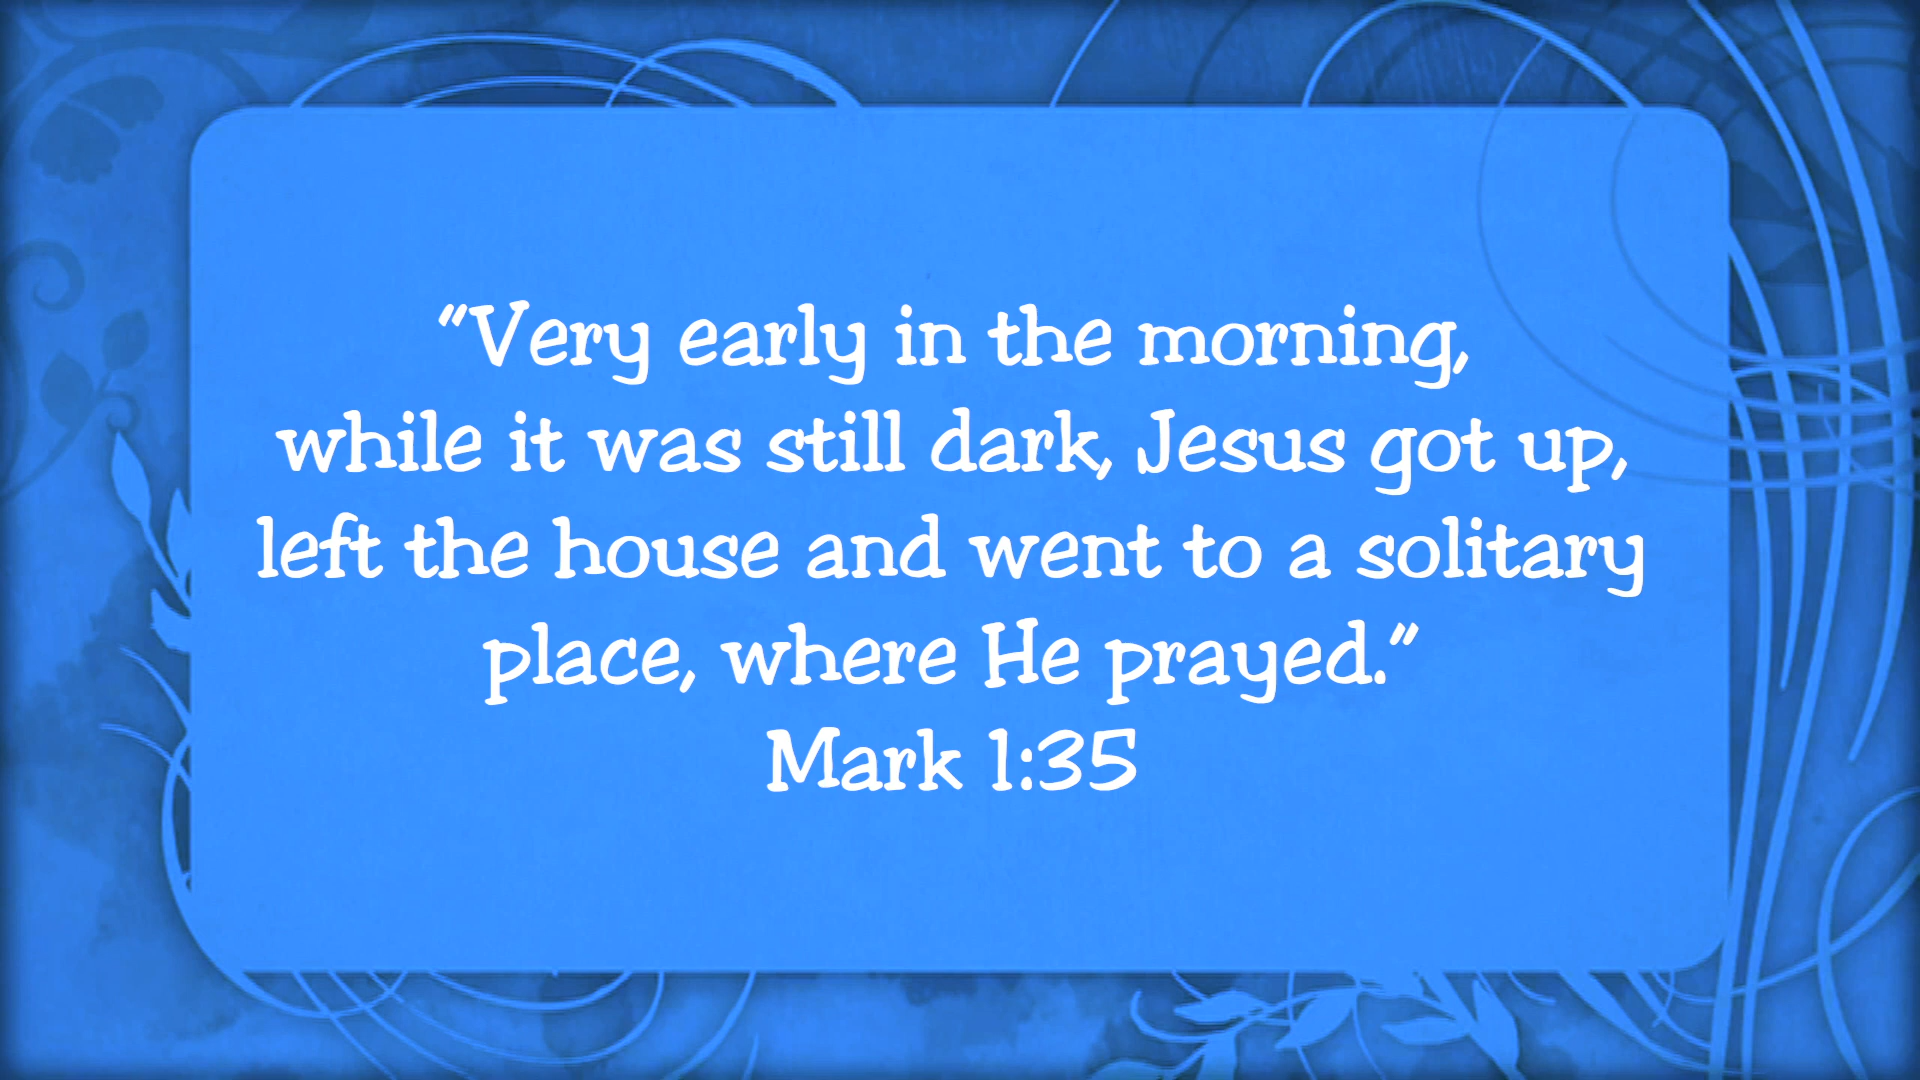 “Very early in the morning,
while it was still dark, Jesus got up,
left the house and went to a solitary
place, where He prayed.”
Mark 1:35